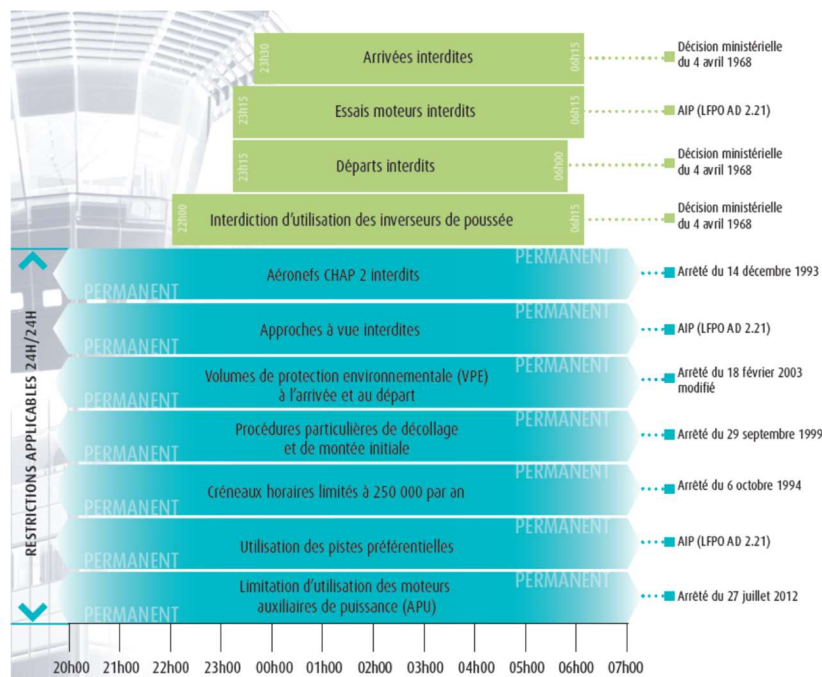 23h30
Arrivées interdites
06h15
Décision ministérielle
du 4 avril 1968
23h15
Essais moteurs interdits
06h15
AIP (LFPO AD 2.21)
23h15
Départs interdits
06h00
Décision ministérielle
du 4 avril 1968
22h00
Interdiction d'utilisation des inverseurs de poussée
06h15
Décision ministérielle
du 4 avril 1968
RESTRICTIONS APPLICABLES 24H/24H
PERMANENT
Aéronefs CHAP 2 interdits
PERMANENT
Arrêté du 14 décembre 1993
PERMANENT
Approches à vue interdites
PERMANENT
AIP (LFPO AD 2.21)
PERMANENT
Volumes de protection environnementale (VPE)
à l'arrivée et au départ
PERMANENT
Arrêté du 18 février 2003
modifié
PERMANENT
Procédures particulières de décollage
et de montée initiale
PERMANENT
Arrêté du 29 septembre 1999
PERMANENT
Créneaux horaires limités à 250 000 par an
PERMANENT
Arrêté du 6 octobre 1994
PERMANENT
Utilisation des pistes préférentielles
PERMANENT
AIP (LFPO AD 2.21)
PERMANENT
Limitation d'utilisation des moteurs
auxiliaires de puissance (APU)
PERMANENT
Arrêté du 27 juillet 2012
20h00 21h00 22h00 23h00 00h00 01h00 02h00 03h00 04h00 05h00 06h00 07h00